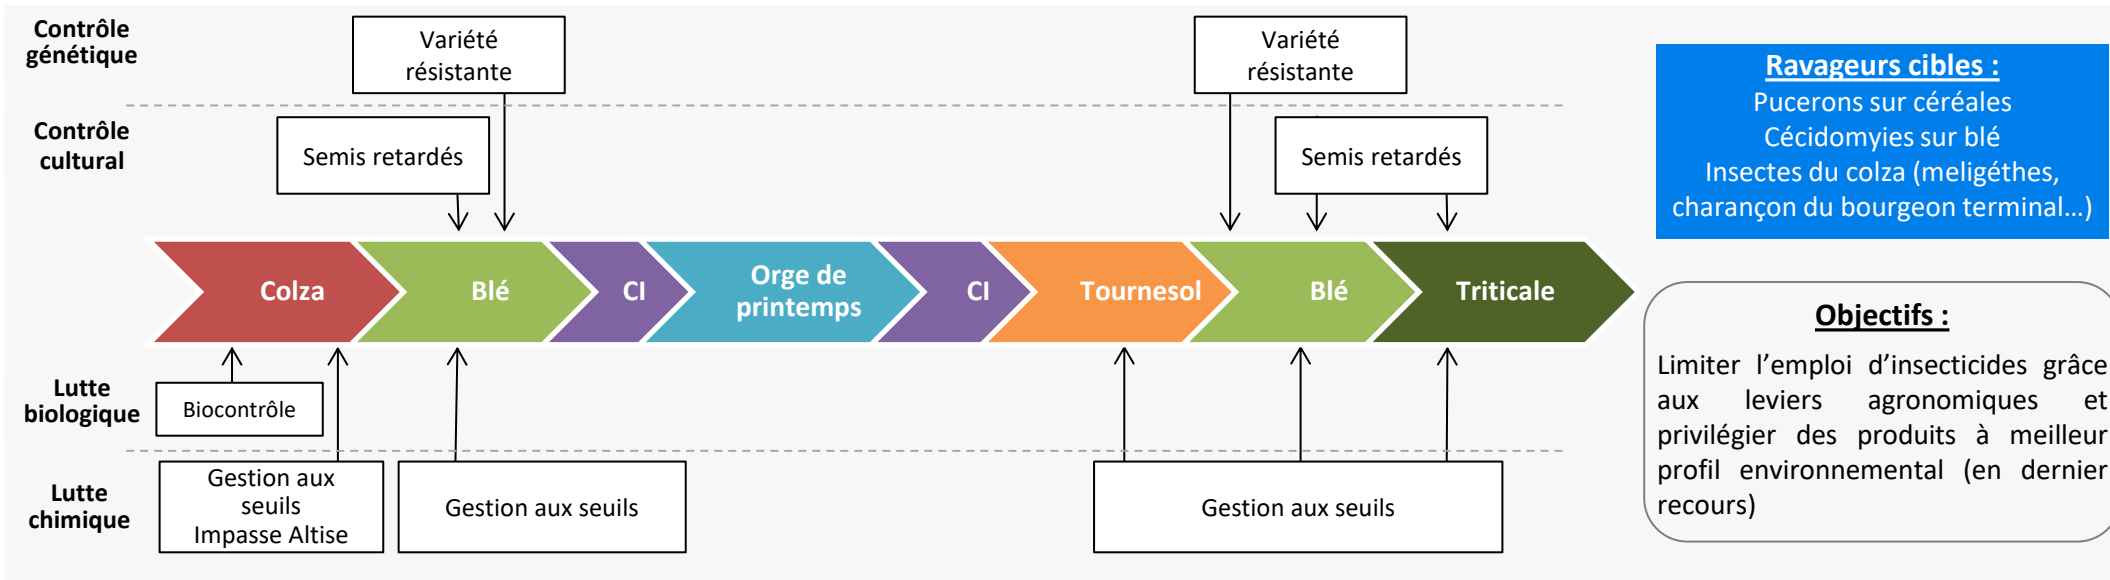 Contrôle
génétique
Variété
résistante
Variété
résistante
Contrôle
cultural
Semis retardés
Semis retardés
Colza
Blé
CI
Orge de
printemps
CI
Tournesol
Blé
Triticale
Lutte
biologique
Biocontrôle
Lutte
chimique
Gestion aux
seuils
Impasse Altise
Gestion aux seuils
Gestion aux seuils
Ravageurs cibles :
Pucerons sur céréales
Cécidomyies sur blé
Insectes du colza (meligéthes,
charançon du bourgeon terminal...)
Objectifs :
Limiter l'emploi d'insecticides grâce
aux leviers agronomiques et
privilégier des produits à meilleur
profil environnemental (en dernier
recours)